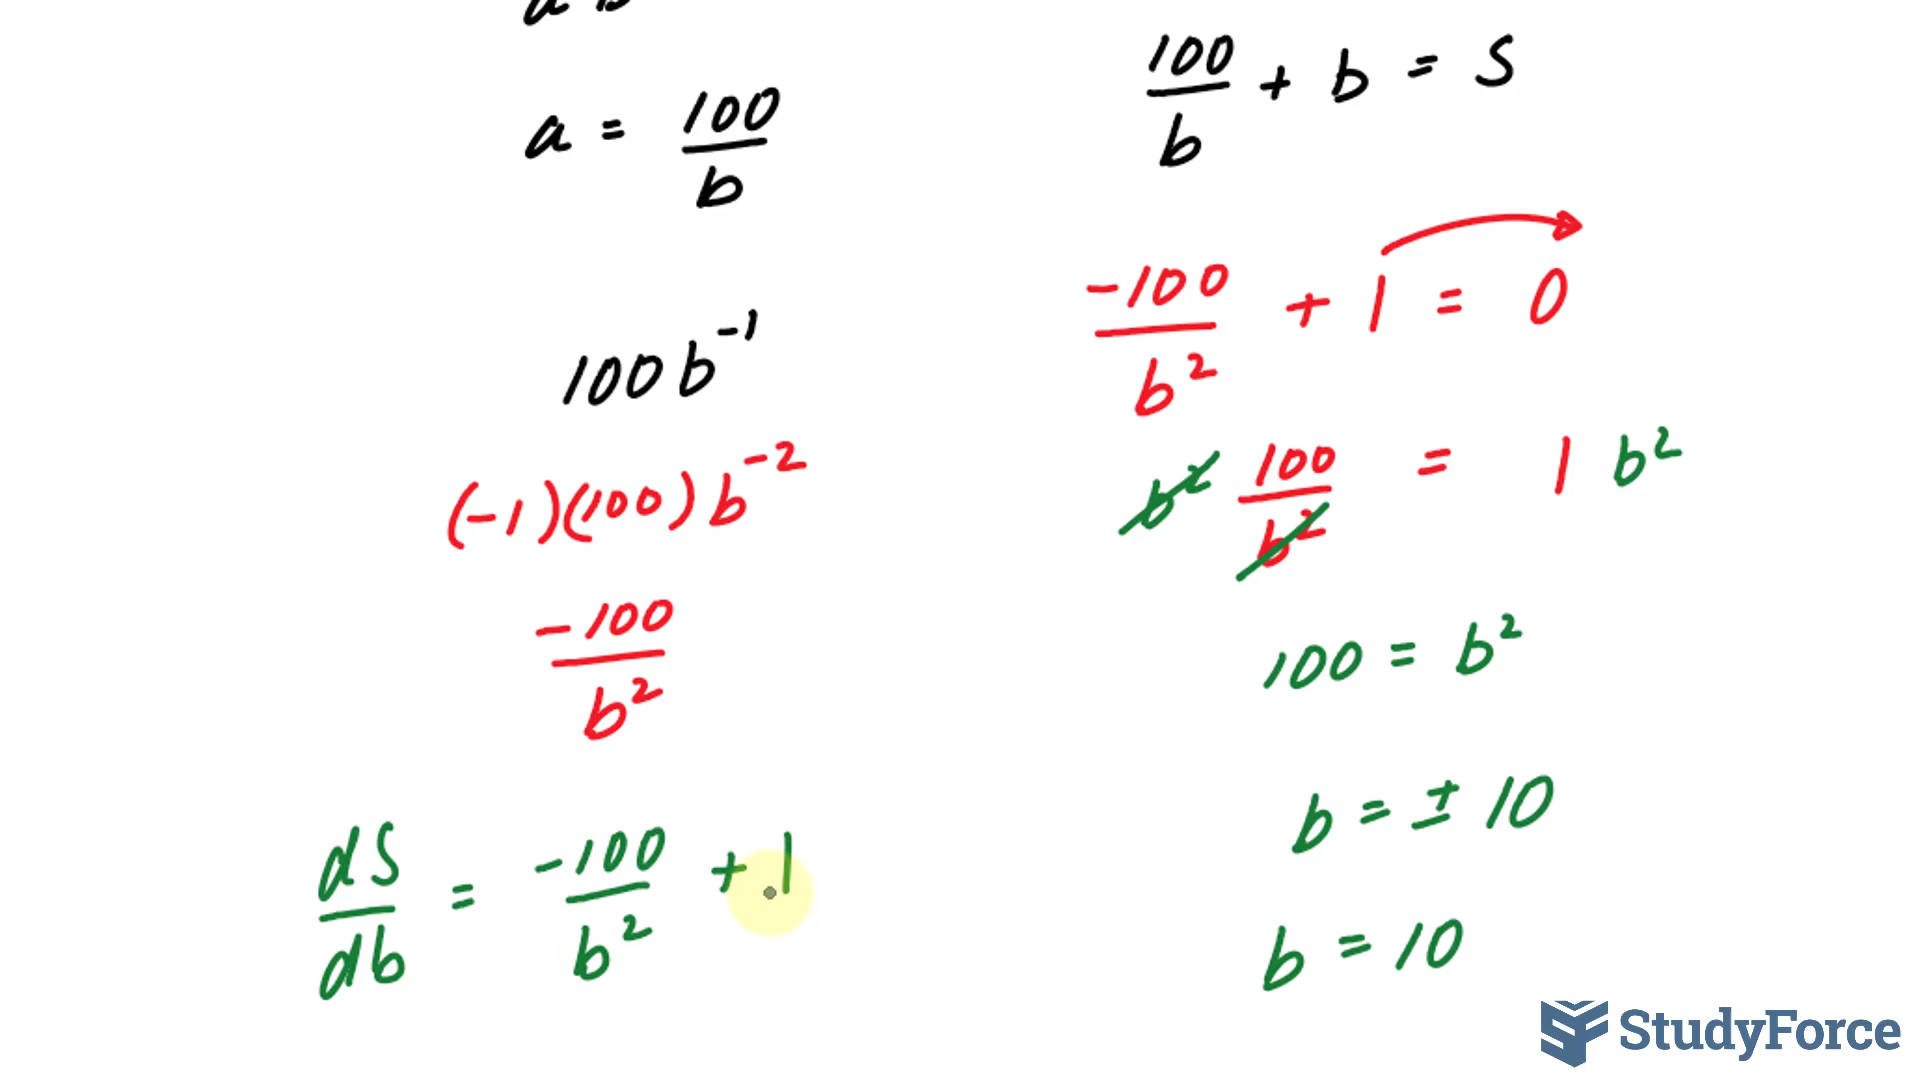 a = 100/b
100b⁻¹
(-1)(100)b⁻²
-100/b²
dS/db = -100/b² + 1
100/b + b = S
-100/b² + 1 = 0
b² 100/b² = 1 b²
100 = b²
b = ± 10
b = 10
StudyForce